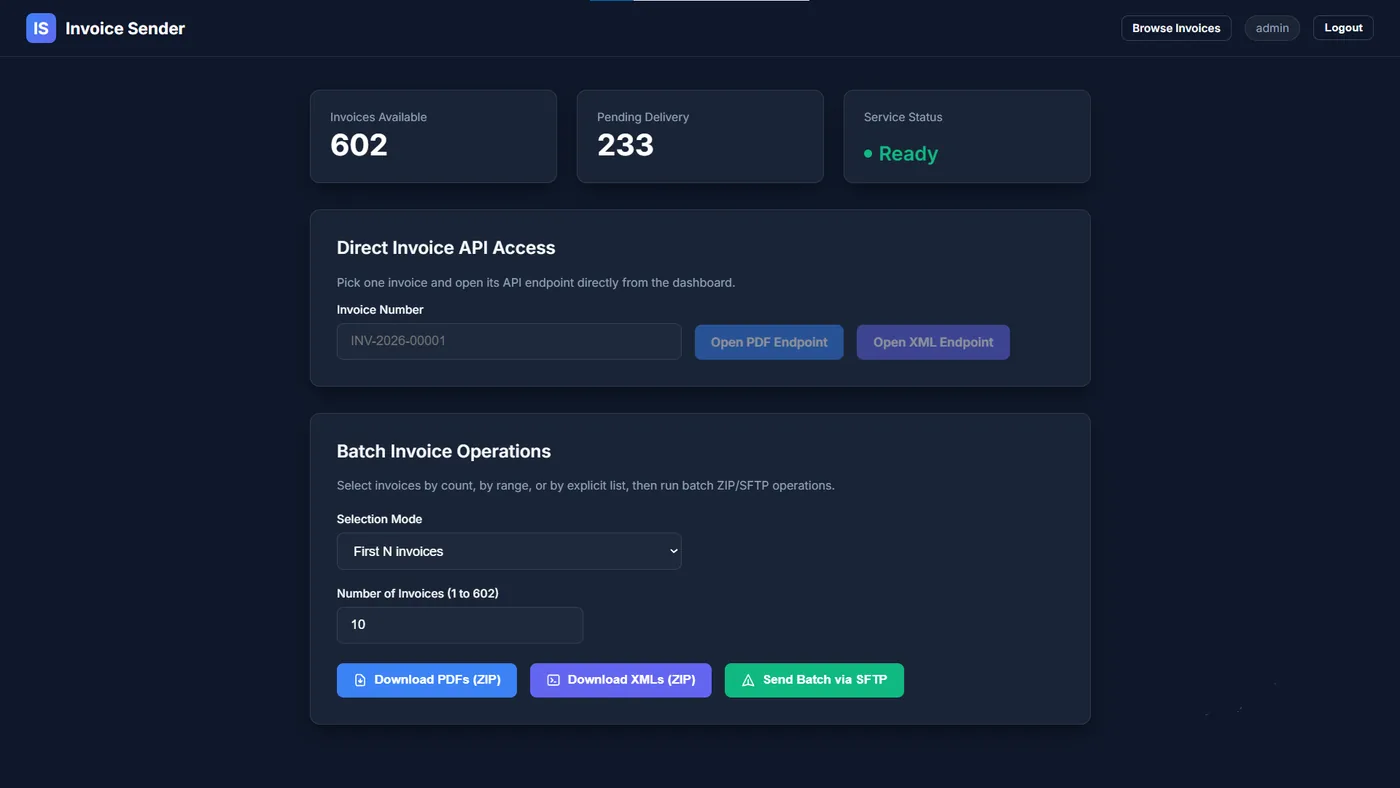 IS Invoice Sender
Browse Invoices admin Logout
Invoices Available Pending Delivery Service Status
602 233 Ready
Direct Invoice API Access
Pick one invoice and open its API endpoint directly from the dashboard.
Invoice Number
INV-2026-00001 Open PDF Endpoint Open XML Endpoint
Batch Invoice Operations
Select invoices by count, by range, or by explicit list, then run batch ZIP/SFTP operations.
Selection Mode
First N invoices
Number of Invoices (1 to 602)
10
Download PDFs (ZIP) Download XMLs (ZIP) Send Batch via SFTP